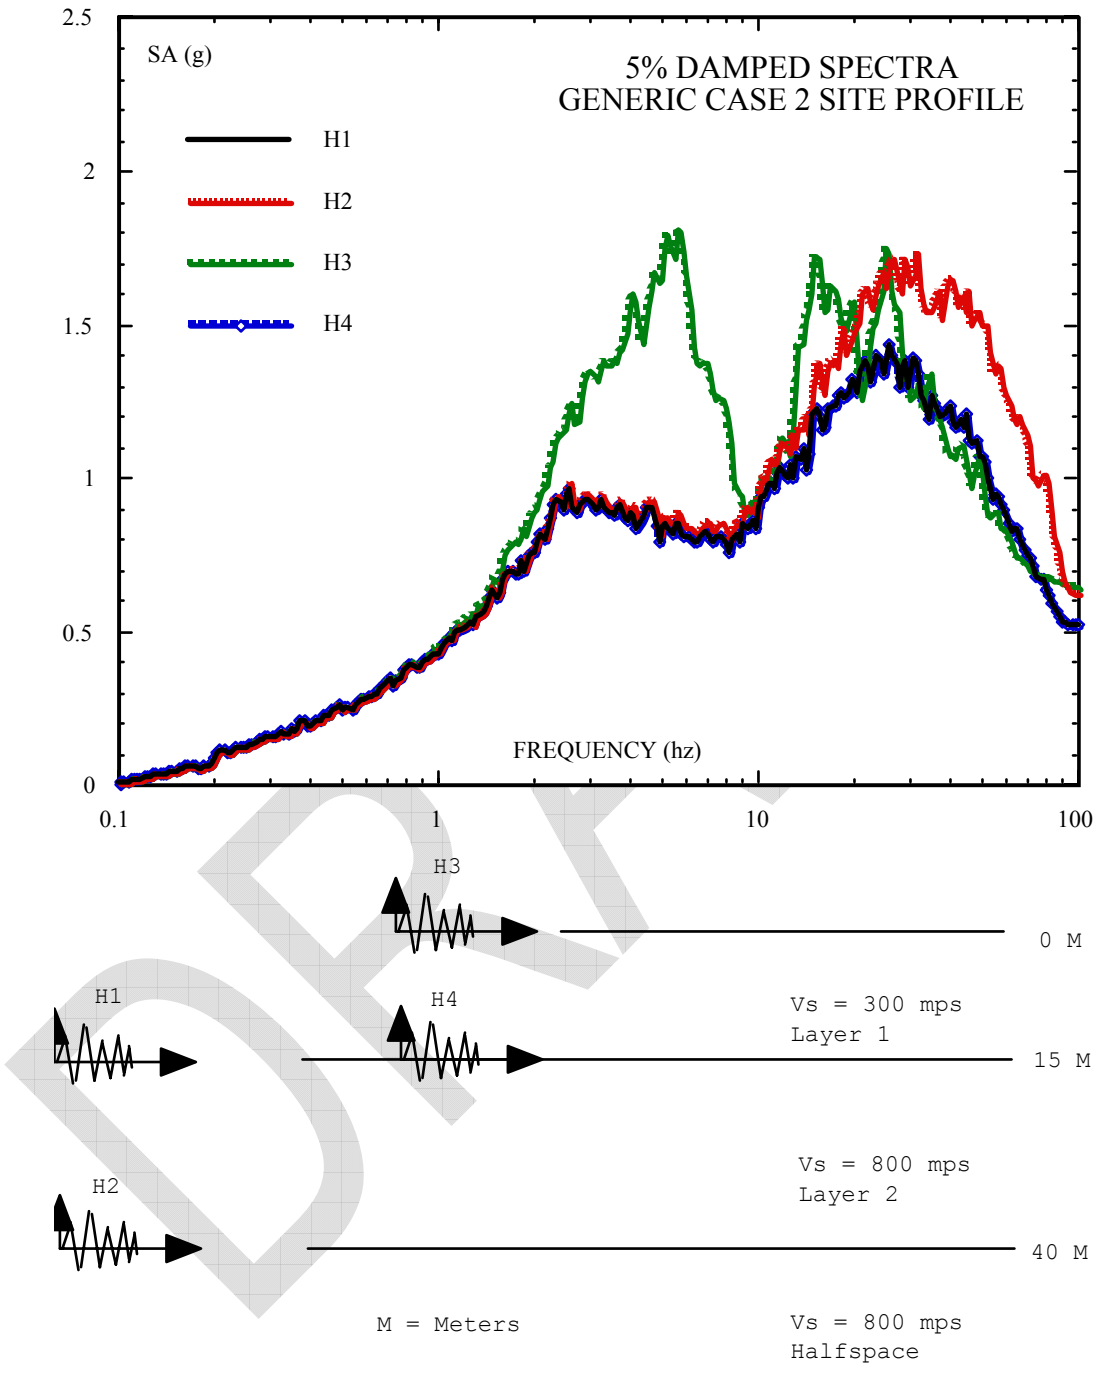 2.5
SA (g)
5% DAMPED SPECTRA
GENERIC CASE 2 SITE PROFILE
H1
2
H2
H3
H4
1.5
1
0.5
FREQUENCY (hz)
0
0.1
1
10
100
H3
0 M
H1
H4
Vs = 300 mps
Layer 1
15 M
Vs = 800 mps
Layer 2
H2
40 M
M = Meters
Vs = 800 mps
Halfspace